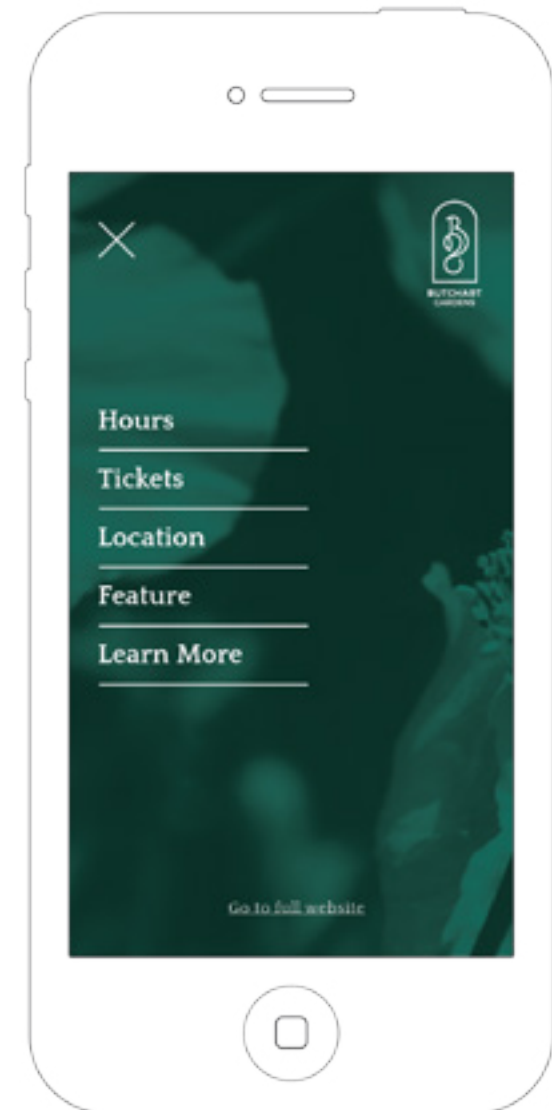 BUTCHART
GARDENS
Hours
Tickets
Location
Feature
Learn More
Go to full website